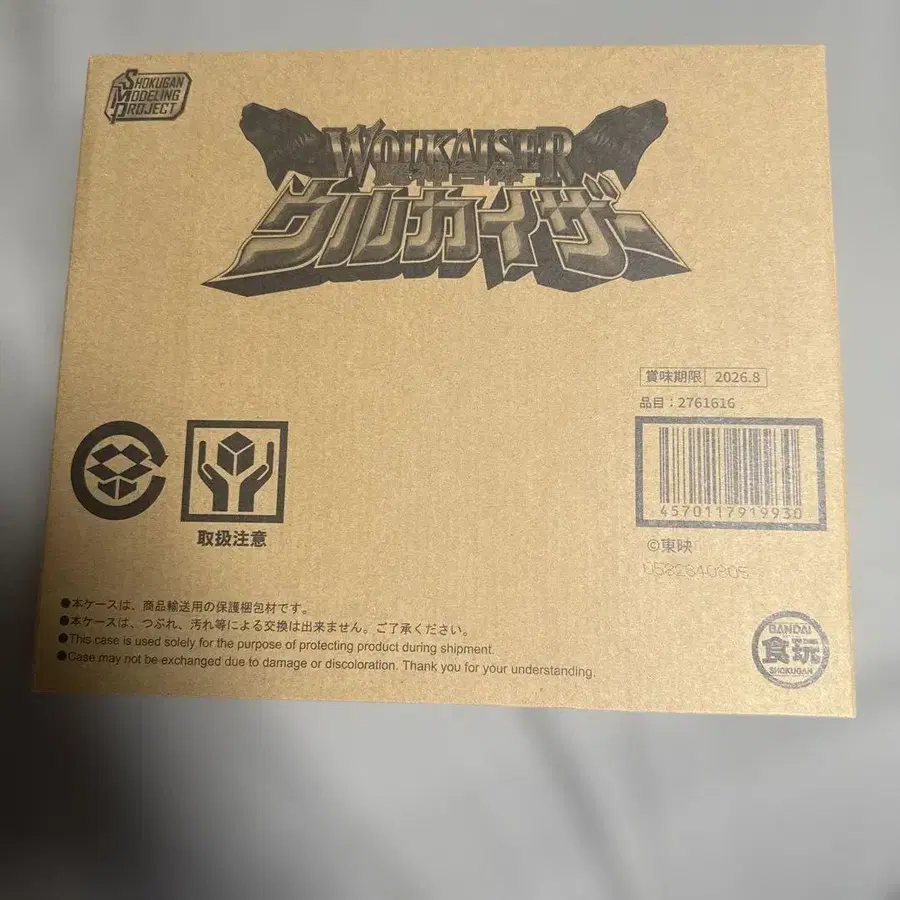 SHOKUGAN
MODELING
PROJECT
WOLKAISER
魔神合体
ウルカイザー
賞味期限 2026.8
品目：2761616
4570117919930
©東映
取扱注意
●本ケースは、商品輸送用の保護梱包材です。
●本ケースは、つぶれ、汚れ等による交換は出来ません。ご了承ください。
●This case is used solely for the purpose of protecting product during shipment.
●Case may not be exchanged due to damage or discoloration. Thank you for your understanding.
BANDAI
食玩
SHOKUGAN